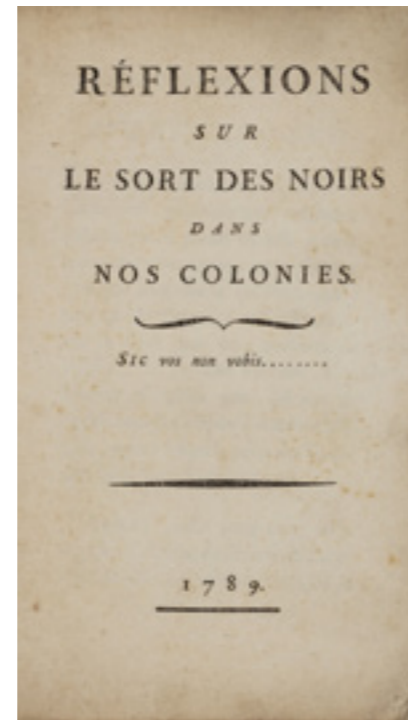 RÉFLEXIONS
SUR
LE SORT DES NOIRS
DANS
NOS COLONIES.
Sic vos non vobis........
1789.